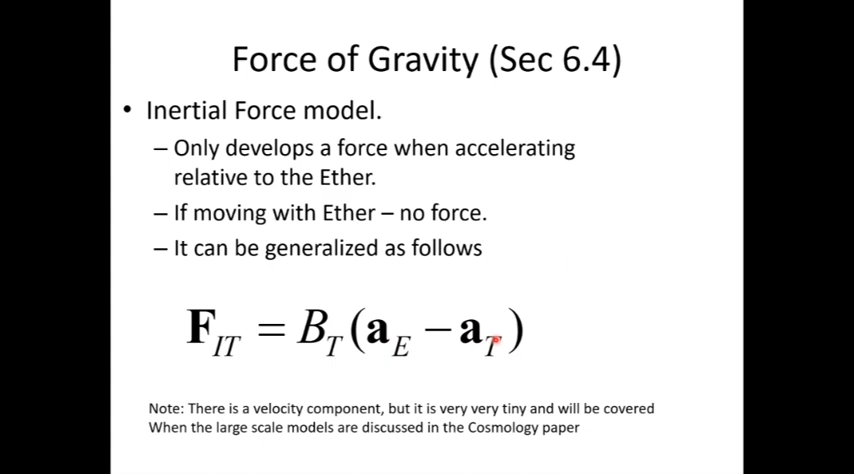 Force of Gravity (Sec 6.4)
• Inertial Force model.
– Only develops a force when accelerating
relative to the Ether.
– If moving with Ether – no force.
– It can be generalized as follows
F_IT = B_T (a_E − a_T)
Note: There is a velocity component, but it is very very tiny and will be covered
When the large scale models are discussed in the Cosmology paper